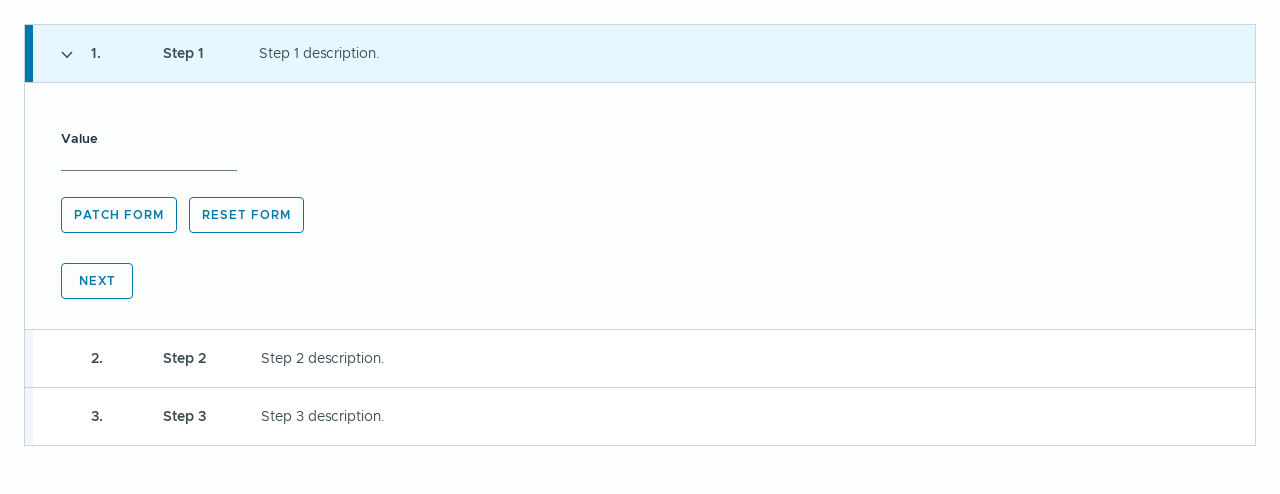 1. Step 1 Step 1 description.
Value
PATCH FORM RESET FORM
NEXT
2. Step 2 Step 2 description.
3. Step 3 Step 3 description.